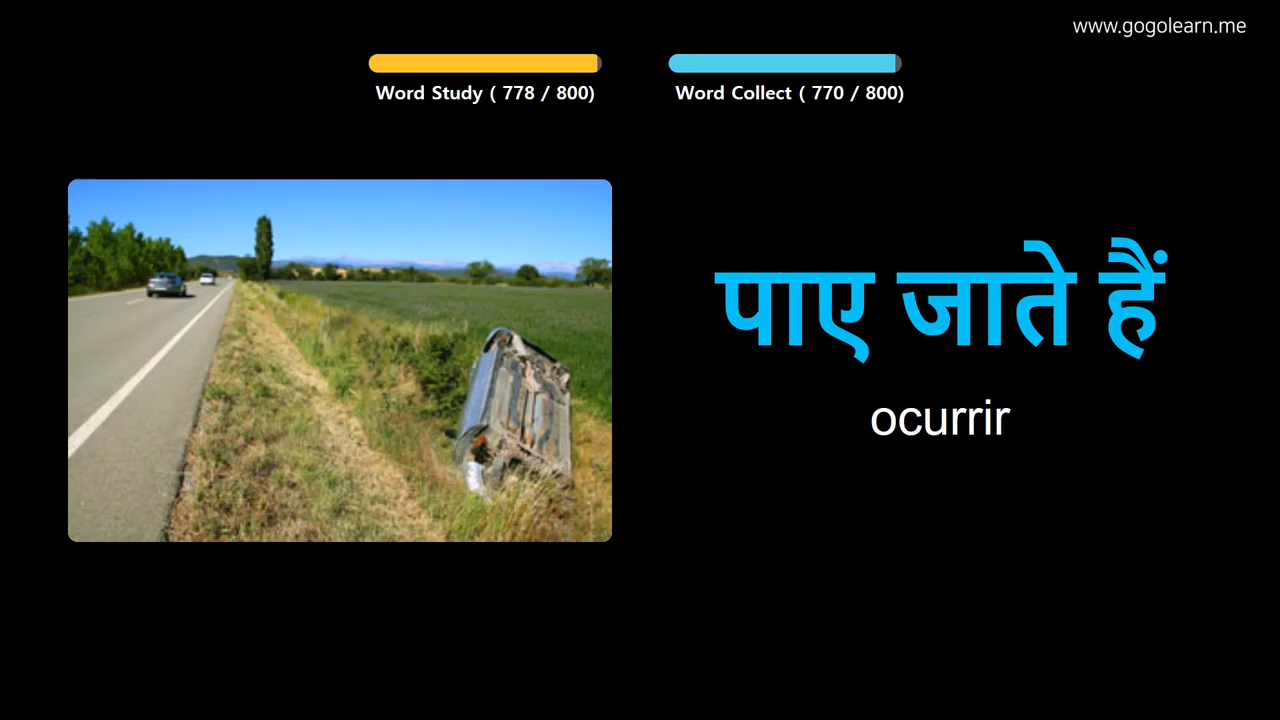 www.gogolearn.me
Word Study ( 778 / 800)
Word Collect ( 770 / 800)
पाए जाते हैं
ocurrir